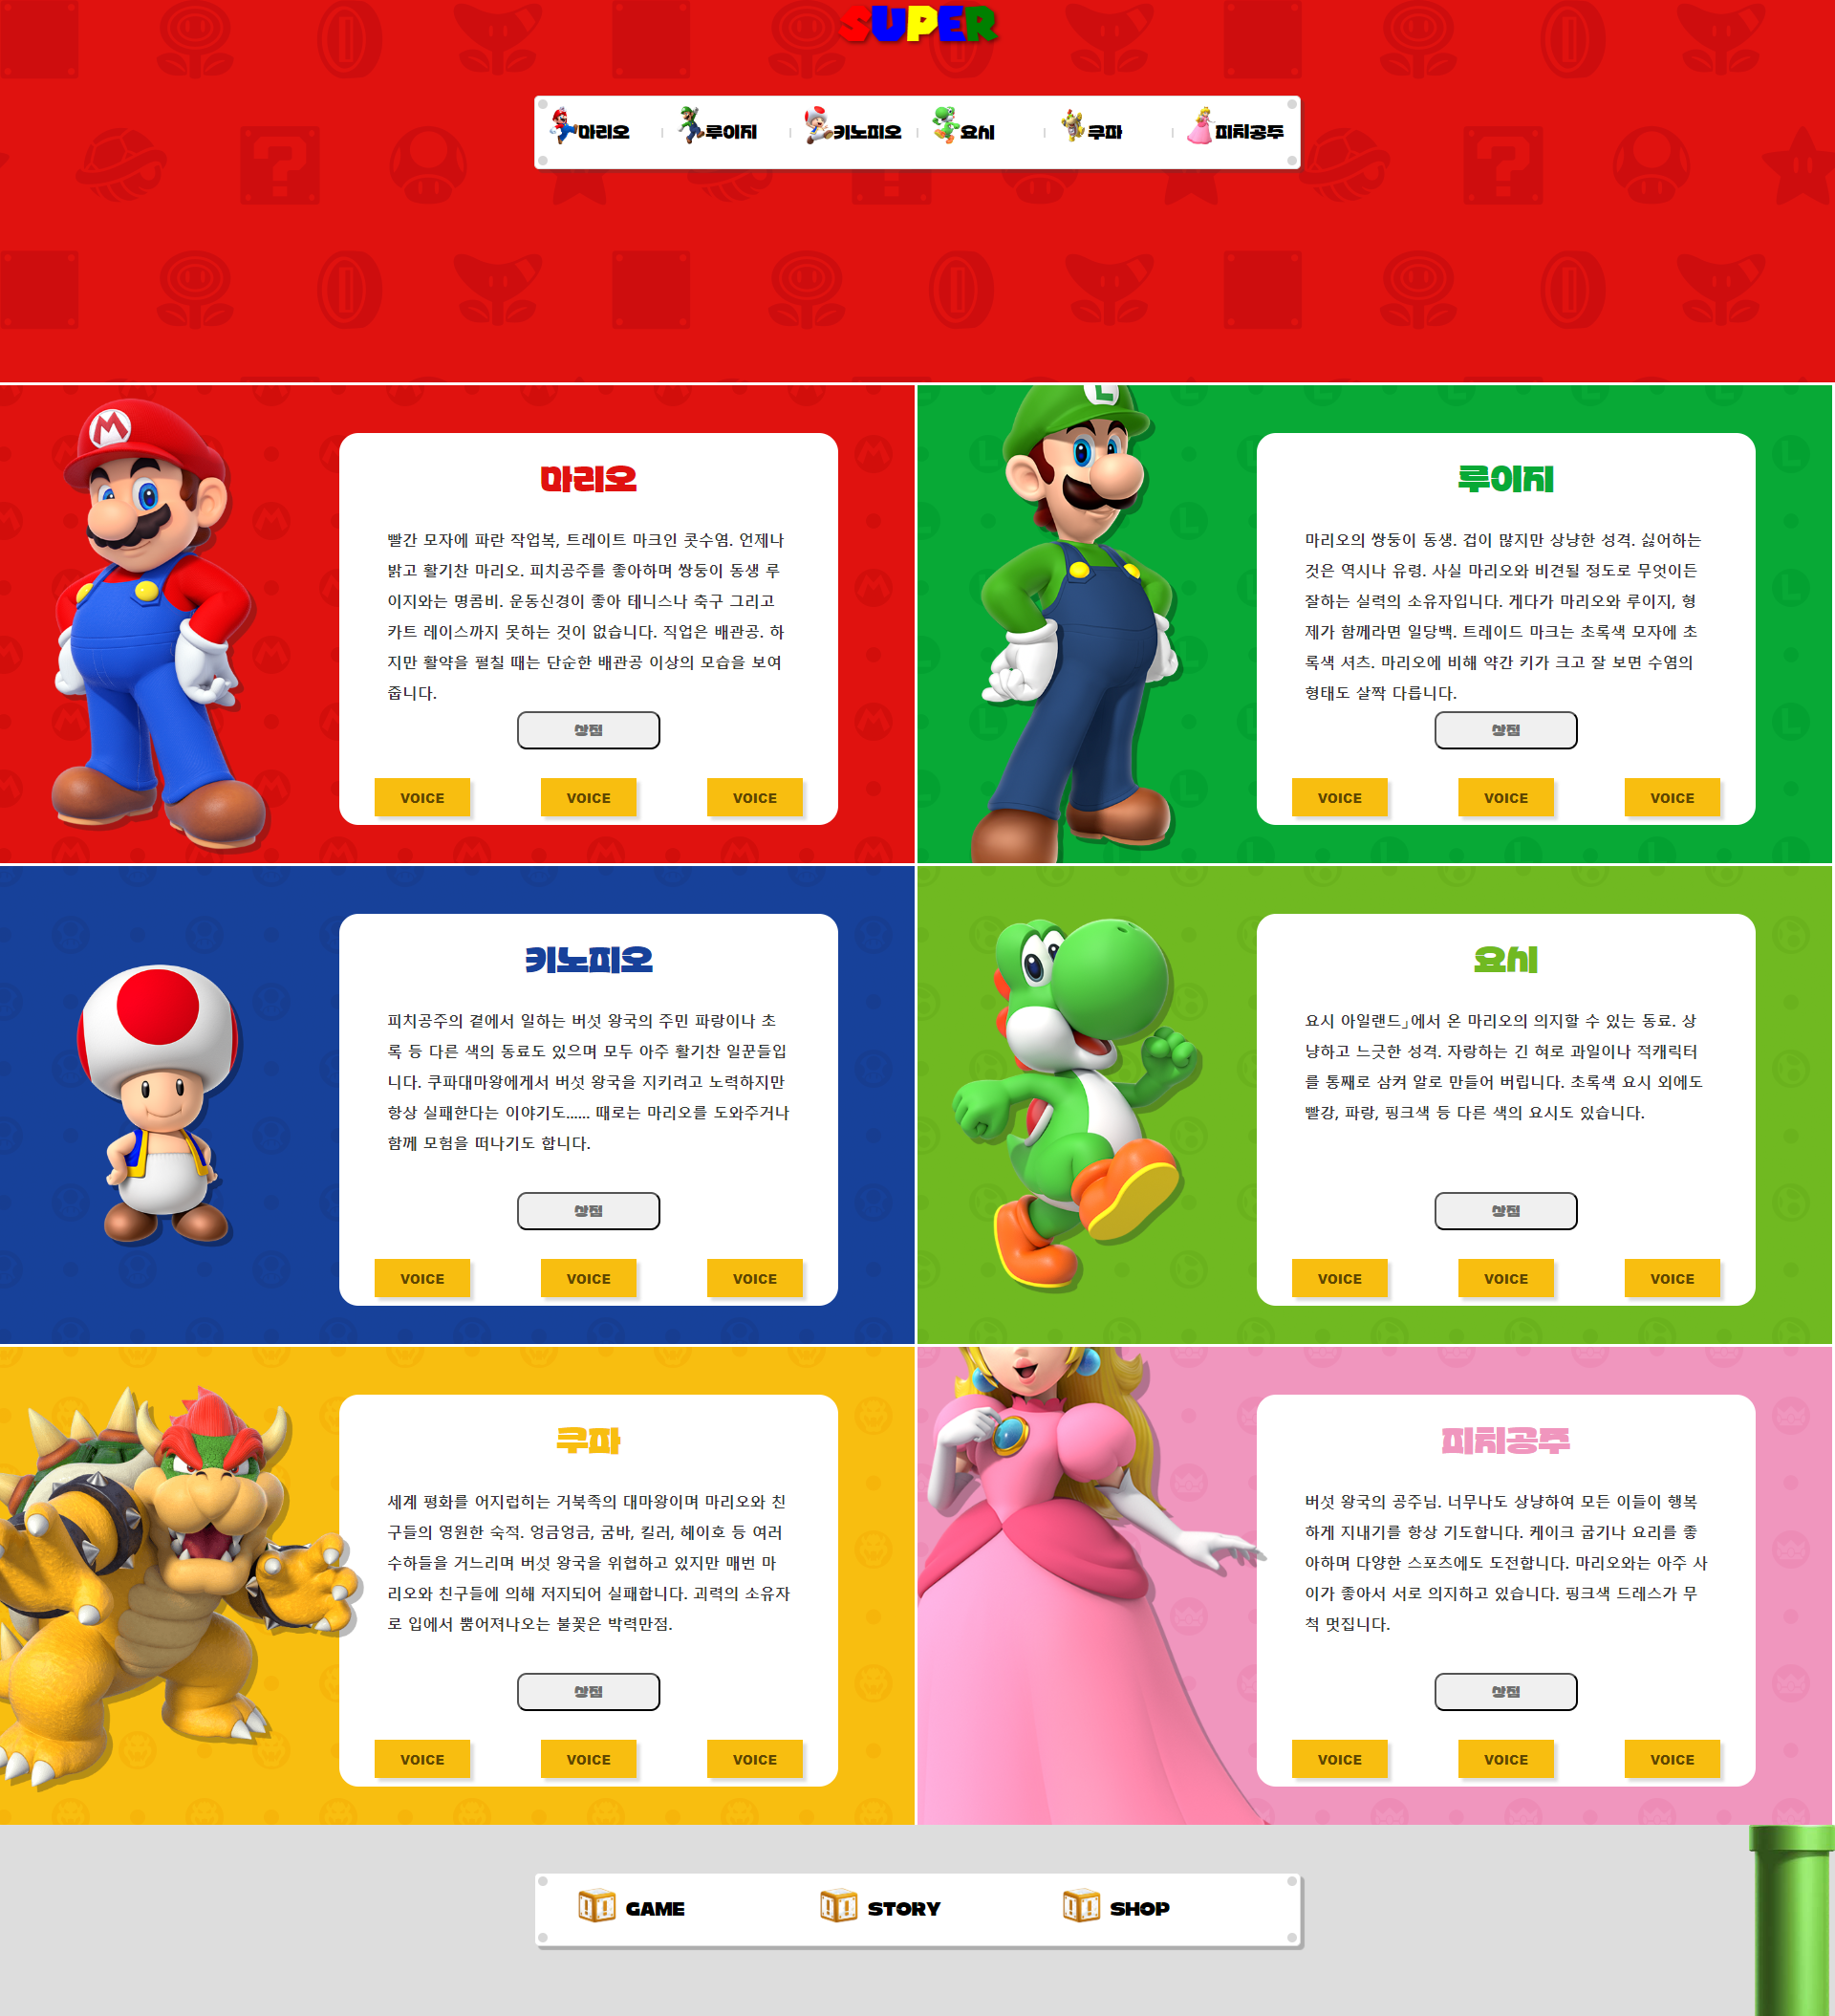 SUPER
마리오
루이지
키노피오
요시
쿠파
피치공주
M
마리오
빨간 모자에 파란 작업복, 트레이트 마크인 콧수염. 언제나
밝고 활기찬 마리오. 피치공주를 좋아하며 쌍둥이 동생 루
이지와는 명콤비. 운동신경이 좋아 테니스나 축구 그리고
카트 레이스까지 못하는 것이 없습니다. 직업은 배관공. 하
지만 활약을 펼칠 때는 단순한 배관공 이상의 모습을 보여
줍니다.
상점
VOICE
VOICE
VOICE
L
루이지
마리오의 쌍둥이 동생. 겁이 많지만 상냥한 성격. 싫어하는
것은 역시나 유령. 사실 마리오와 비견될 정도로 무엇이든
잘하는 실력의 소유자입니다. 게다가 마리오와 루이지, 형
제가 함께라면 일당백. 트레이드 마크는 초록색 모자에 초
록색 셔츠. 마리오에 비해 약간 키가 크고 잘 보면 수염의
형태도 살짝 다릅니다.
상점
VOICE
VOICE
VOICE
키노피오
피치공주의 곁에서 일하는 버섯 왕국의 주민 파랑이나 초
록 등 다른 색의 동료도 있으며 모두 아주 활기찬 일꾼들입
니다. 쿠파대마왕에게서 버섯 왕국을 지키려고 노력하지만
항상 실패한다는 이야기도...... 때로는 마리오를 도와주거나
함께 모험을 떠나기도 합니다.
상점
VOICE
VOICE
VOICE
요시
요시 아일랜드」에서 온 마리오의 의지할 수 있는 동료. 상
냥하고 느긋한 성격. 자랑하는 긴 혀로 과일이나 적캐릭터
를 통째로 삼켜 알로 만들어 버립니다. 초록색 요시 외에도
빨강, 파랑, 핑크색 등 다른 색의 요시도 있습니다.
상점
VOICE
VOICE
VOICE
쿠파
세계 평화를 어지럽히는 거북족의 대마왕이며 마리오와 친
구들의 영원한 숙적. 엉금엉금, 굼바, 킬러, 헤이호 등 여러
수하들을 거느리며 버섯 왕국을 위협하고 있지만 매번 마
리오와 친구들에 의해 저지되어 실패합니다. 괴력의 소유자
로 입에서 뿜어져나오는 불꽃은 박력만점.
상점
VOICE
VOICE
VOICE
피치공주
버섯 왕국의 공주님. 너무나도 상냥하여 모든 이들이 행복
하게 지내기를 항상 기도합니다. 케이크 굽기나 요리를 좋
아하며 다양한 스포츠에도 도전합니다. 마리오와는 아주 사
이가 좋아서 서로 의지하고 있습니다. 핑크색 드레스가 무
척 멋집니다.
상점
VOICE
VOICE
VOICE
GAME
STORY
SHOP